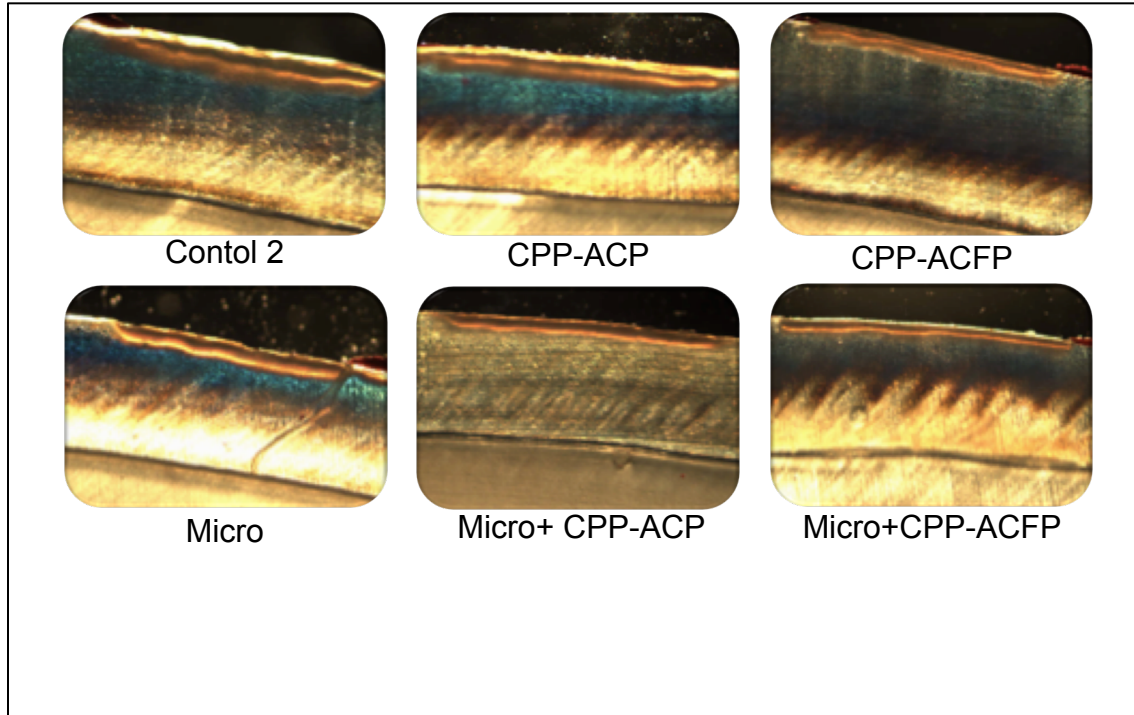 Contol 2
CPP-ACP
CPP-ACFP
Micro
Micro+ CPP-ACP
Micro+CPP-ACFP